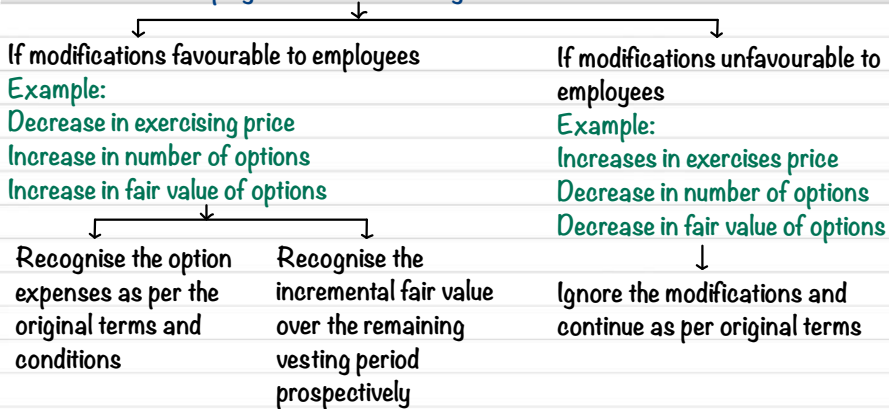 If modifications favourable to employees
Example:
Decrease in exercising price
Increase in number of options
Increase in fair value of options
Recognise the option
expenses as per the
original terms and
conditions
Recognise the
incremental fair value
over the remaining
vesting period
prospectively
If modifications unfavourable to
employees
Example:
Increases in exercises price
Decrease in number of options
Decrease in fair value of options
Ignore the modifications and
continue as per original terms